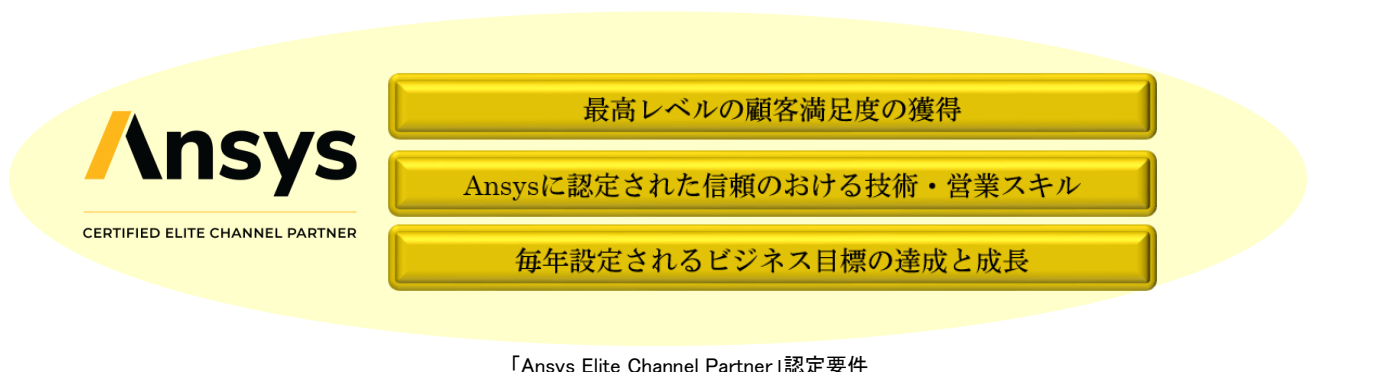 最高レベルの顧客満足度の獲得
Ansys
Ansysに認定された信頼のおける技術・営業スキル
CERTIFIED ELITE CHANNEL PARTNER
毎年設定されるビジネス目標の達成と成長
「Ansys Elite Channel Partner」認定要件